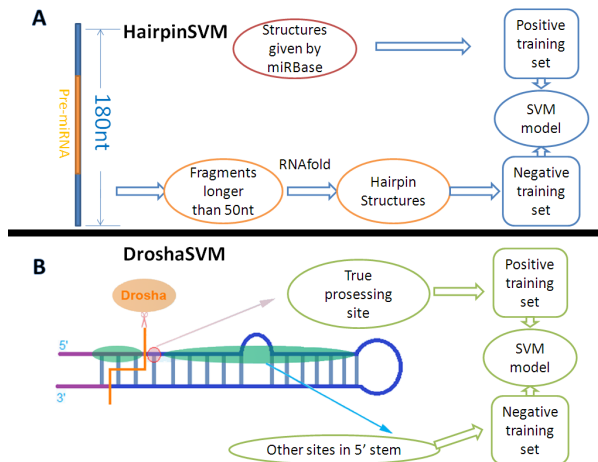 A
HairpinSVM
Pre-miRNA
180nt
Structures
given by
miRBase
Positive
training
set
SVM
model
Fragments
longer
than 50nt
RNAfold
Hairpin
Structures
Negative
training
set
B
DroshaSVM
Drosha
5'
3'
True
prosessing
site
Positive
training
set
SVM
model
Other sites in 5' stem
Negative
training
set